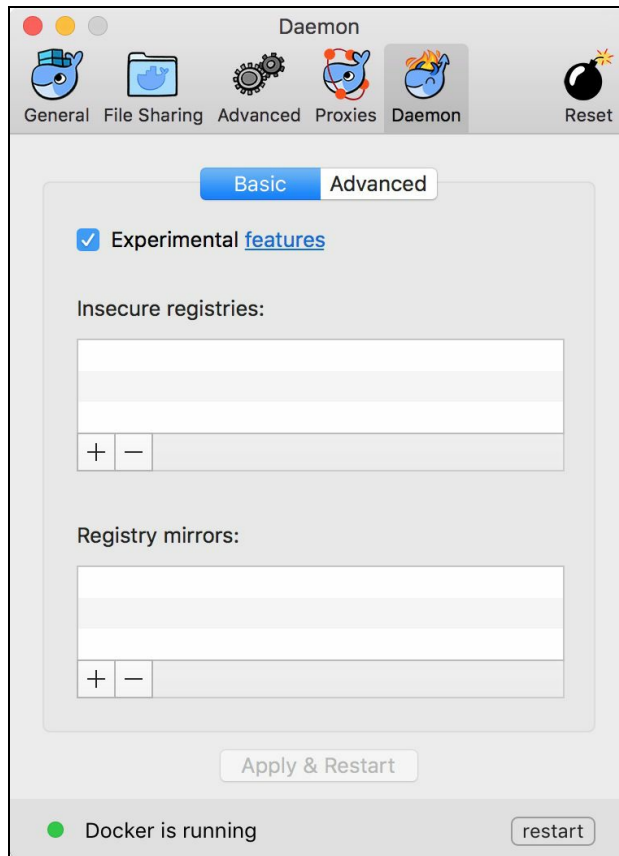 Daemon
General File Sharing Advanced Proxies Daemon Reset
Basic Advanced
Experimental features
Insecure registries:
+ −
Registry mirrors:
+ −
Apply & Restart
Docker is running restart